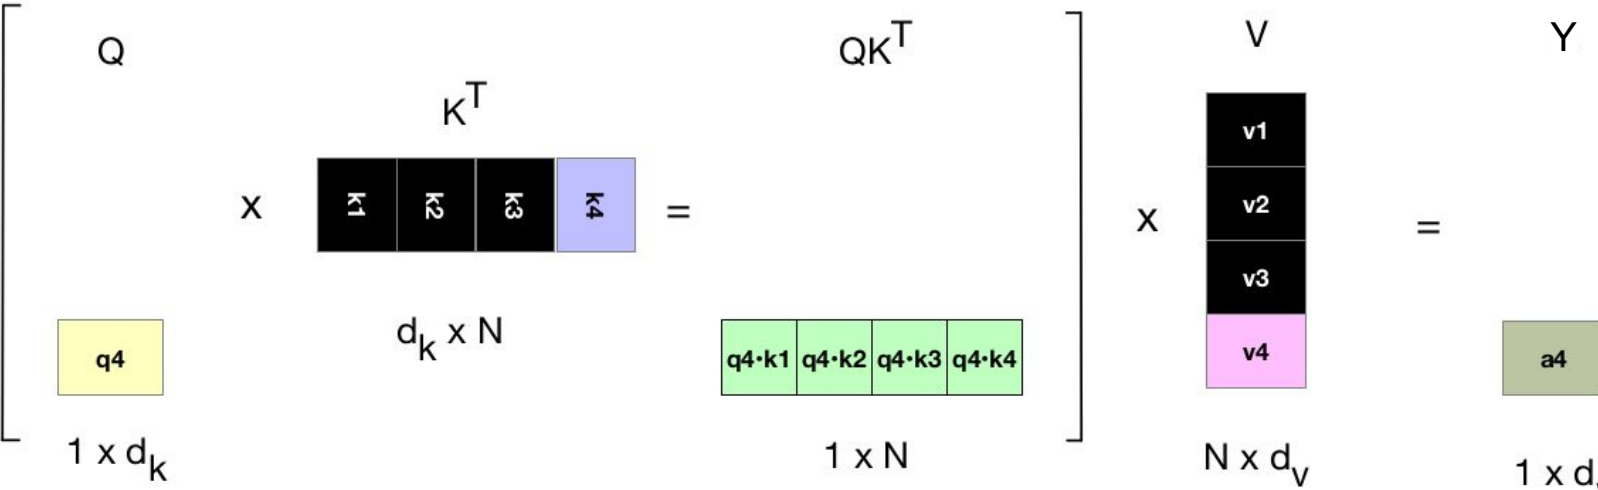 Q
x
K^T
k1 k2 k3 k4
d_k x N
=
QK^T
q4
1 x d_k
q4·k1 q4·k2 q4·k3 q4·k4
1 x N
x
V
v1
v2
v3
v4
N x d_v
=
Y
a4
1 x d